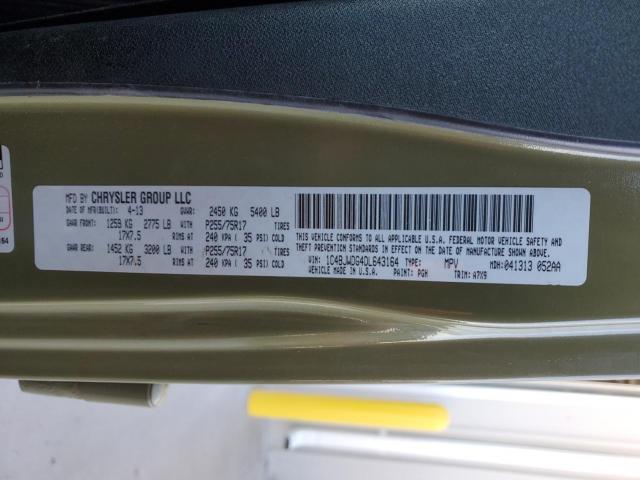 MFD BY CHRYSLER GROUP LLC
DATE OF MFR(BUILT): 4-13 GVWR: 2450 KG 5400 LB
GAWR FRONT: 1259 KG 2775 LB WITH P255/75R17 TIRES
17X7.5 RIMS AT 240 KPA ( 35 PSI) COLD
GAWR REAR: 1452 KG 3200 LB WITH P255/75R17 TIRES
17X7.5 RIMS AT 240 KPA ( 35 PSI) COLD
THIS VEHICLE CONFORMS TO ALL APPLICABLE U.S.A. FEDERAL MOTOR VEHICLE SAFETY AND
THEFT PREVENTION STANDARDS IN EFFECT ON THE DATE OF MANUFACTURE SHOWN ABOVE.
VIN: 1C4BJWDG4DL643164 TYPE: MPV MDH: 041313 052AA
VEHICLE MADE IN U.S.A. PAINT: PGH TRIM: A7X9
164